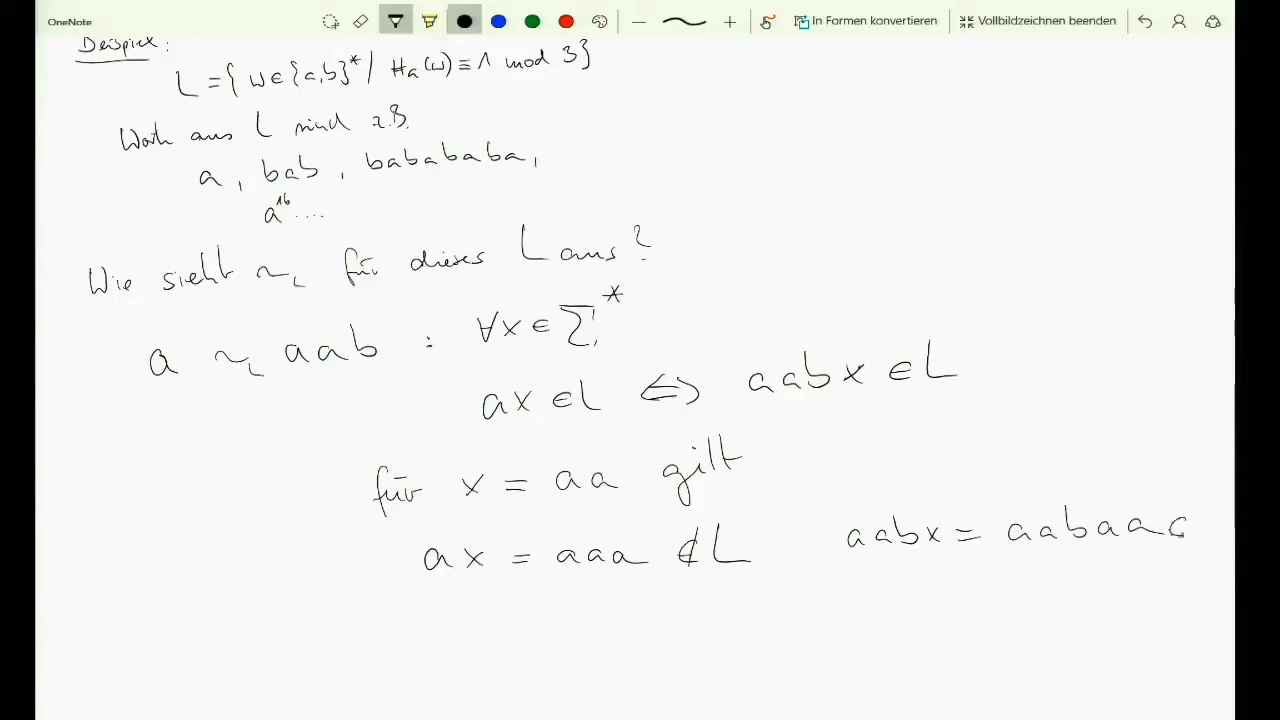 OneNote In Formen konvertieren Vollbildzeichnen beenden
Beispiel:
L = { w ∈ {a,b}* / #a(w) ≡ 1 mod 3}
Worte aus L sind z.B.
a, bab, babababa,
a^16 ....
Wie sieht ~L für dieses L aus?
a ~L aab : ∀x ∈ Σ*
ax ∈ L ⇔ aabx ∈ L
für x = aa gilt
ax = aaa ∉ L aabx = aabaa